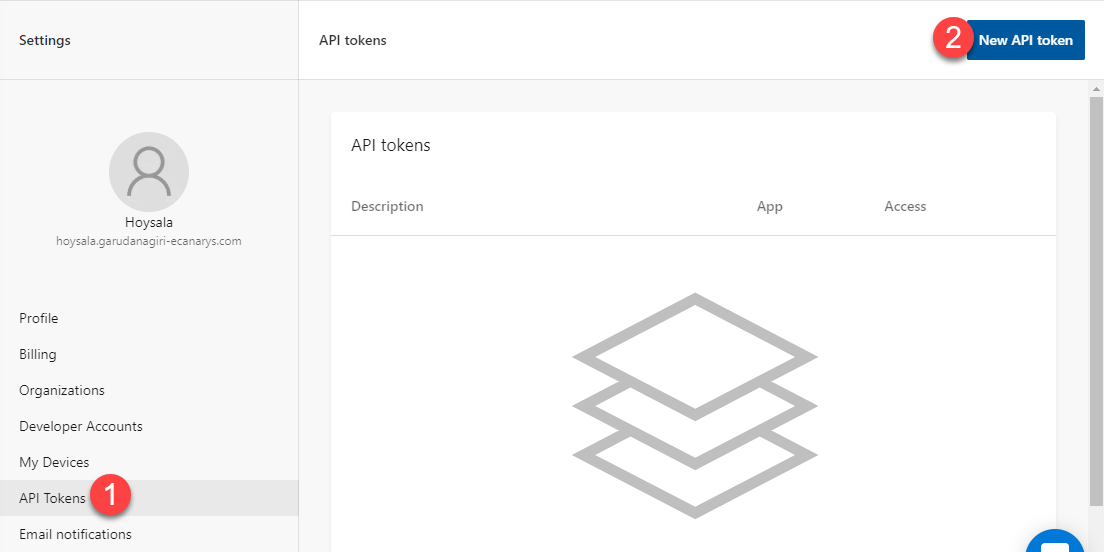 Settings
API tokens
2
New API token
Hoysala
hoysala.garudanagiri-ecanarys.com
Profile
Billing
Organizations
Developer Accounts
My Devices
API Tokens
1
Email notifications
API tokens
Description App Access